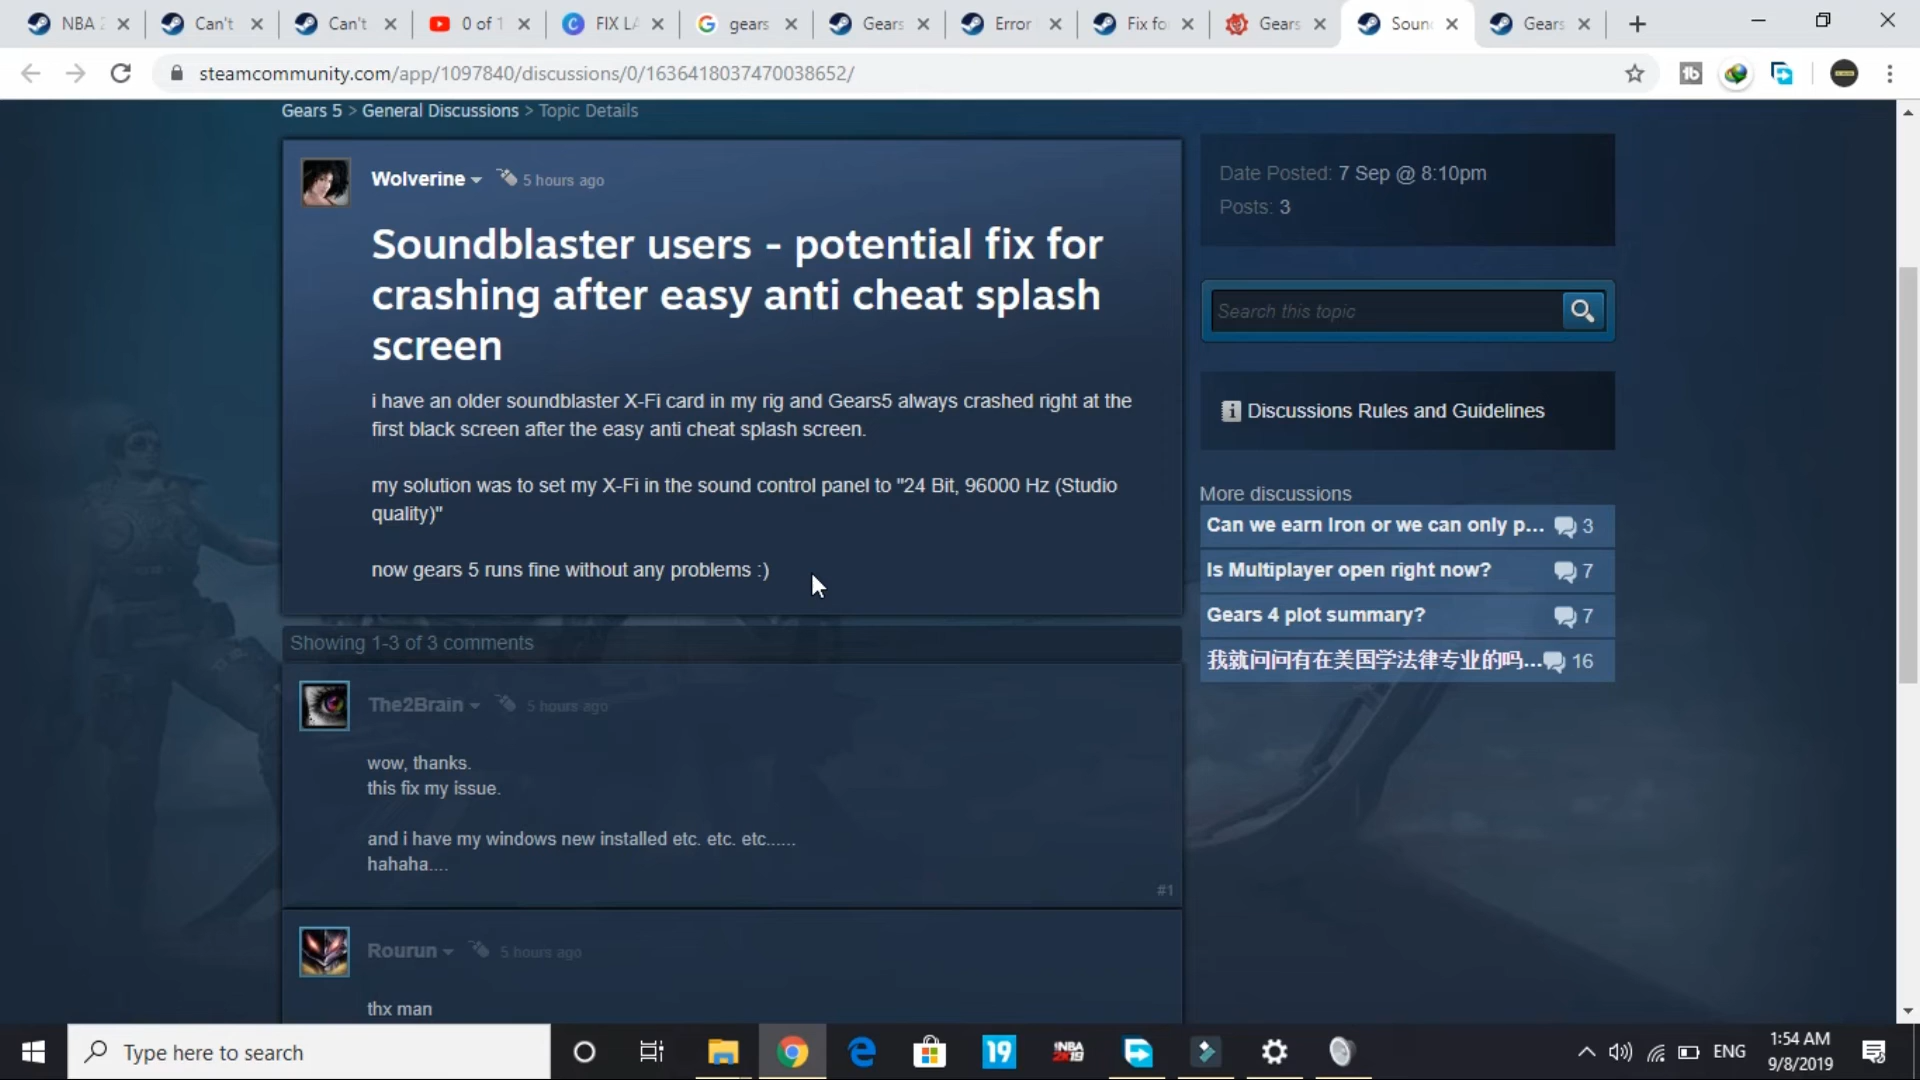 NBA 2
Can't
Can't
0 of 1
FIX LA
gears
Gears
Error
Fix fo
Gears
Soun
Gears
steamcommunity.com/app/1097840/discussions/0/1636418037470038652/
Gears 5 > General Discussions > Topic Details
Wolverine
5 hours ago
Soundblaster users - potential fix for
crashing after easy anti cheat splash
screen
i have an older soundblaster X-Fi card in my rig and Gears5 always crashed right at the
first black screen after the easy anti cheat splash screen.
my solution was to set my X-Fi in the sound control panel to "24 Bit, 96000 Hz (Studio
quality)"
now gears 5 runs fine without any problems :)
Showing 1-3 of 3 comments
The2Brain
5 hours ago
wow, thanks.
this fix my issue.
and i have my windows new installed etc. etc. etc......
hahaha....
#1
Rourun
5 hours ago
thx man
Date Posted: 7 Sep @ 8:10pm
Posts: 3
Search this topic
Discussions Rules and Guidelines
More discussions
Can we earn Iron or we can only p... 3
Is Multiplayer open right now? 7
Gears 4 plot summary? 7
我就问问有在美国学法律专业的吗... 16
Type here to search
19
NBA
2K19
ENG
1:54 AM
9/8/2019